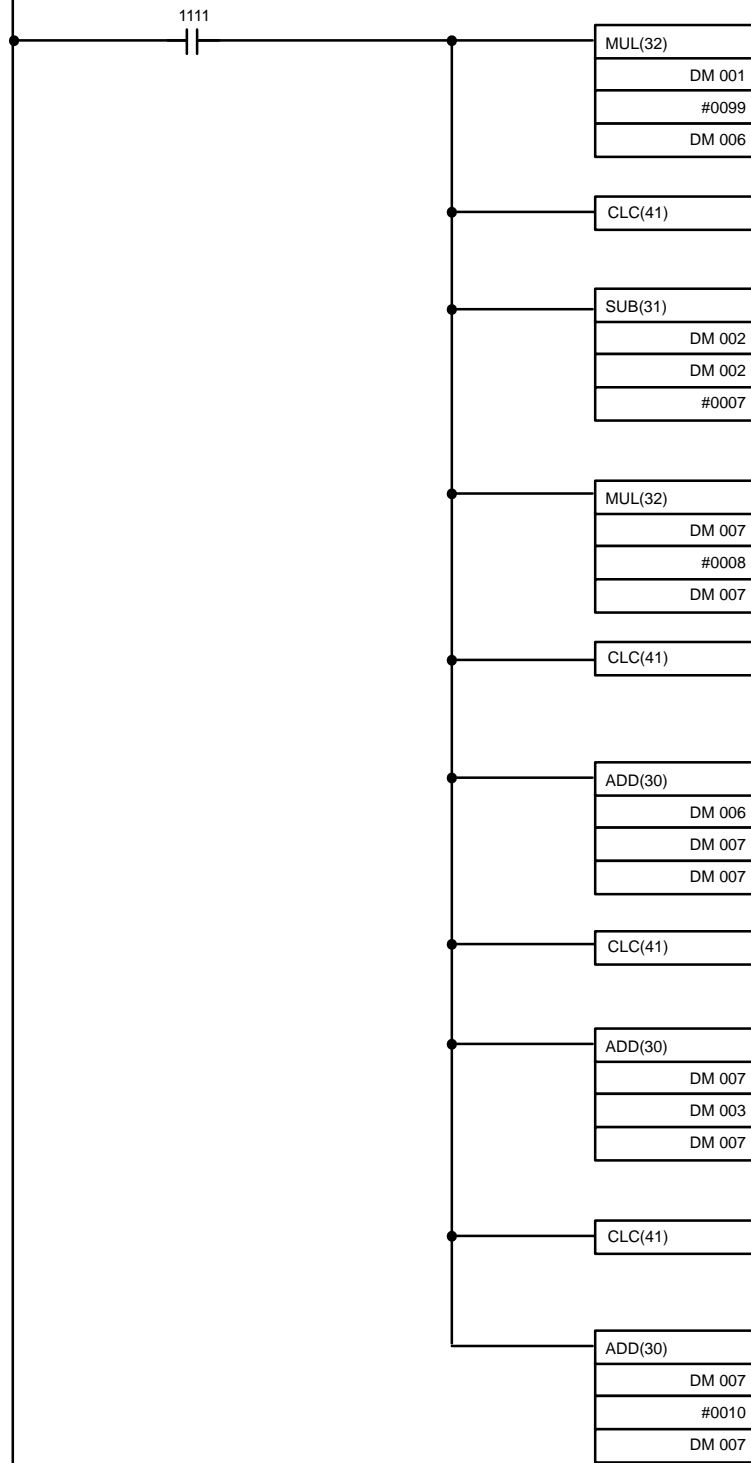 1111
MUL(32)
DM 001
#0099
DM 006
CLC(41)
SUB(31)
DM 002
DM 002
#0007
MUL(32)
DM 007
#0008
DM 007
CLC(41)
ADD(30)
DM 006
DM 007
DM 007
CLC(41)
ADD(30)
DM 007
DM 003
DM 007
CLC(41)
ADD(30)
DM 007
#0010
DM 007